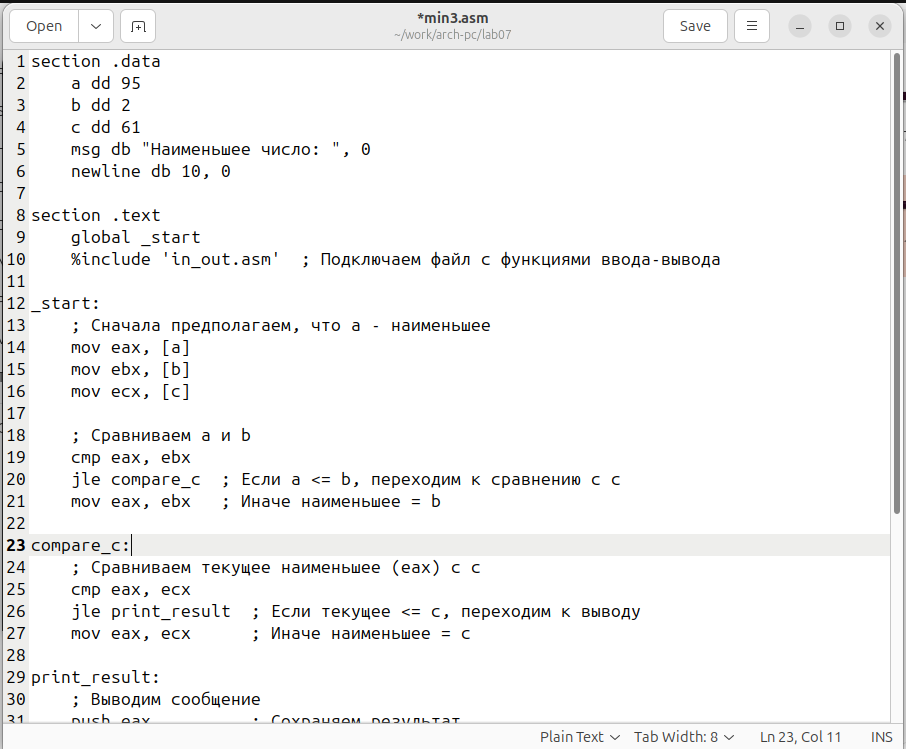 Open
*min3.asm
~/work/arch-pc/lab07
Save
1 section .data
2     a dd 95
3     b dd 2
4     c dd 61
5     msg db "Наименьшее число: ", 0
6     newline db 10, 0
7
8 section .text
9     global _start
10     %include 'in_out.asm'  ; Подключаем файл с функциями ввода-вывода
11
12 _start:
13     ; Сначала предполагаем, что a - наименьшее
14     mov eax, [a]
15     mov ebx, [b]
16     mov ecx, [c]
17
18     ; Сравниваем a и b
19     cmp eax, ebx
20     jle compare_c  ; Если a <= b, переходим к сравнению с c
21     mov eax, ebx   ; Иначе наименьшее = b
22
23 compare_c:
24     ; Сравниваем текущее наименьшее (eax) с c
25     cmp eax, ecx
26     jle print_result  ; Если текущее <= c, переходим к выводу
27     mov eax, ecx      ; Иначе наименьшее = c
28
29 print_result:
30     ; Выводим сообщение
31     push eax          ; Сохраняем результат
Plain Text
Tab Width: 8
Ln 23, Col 11
INS